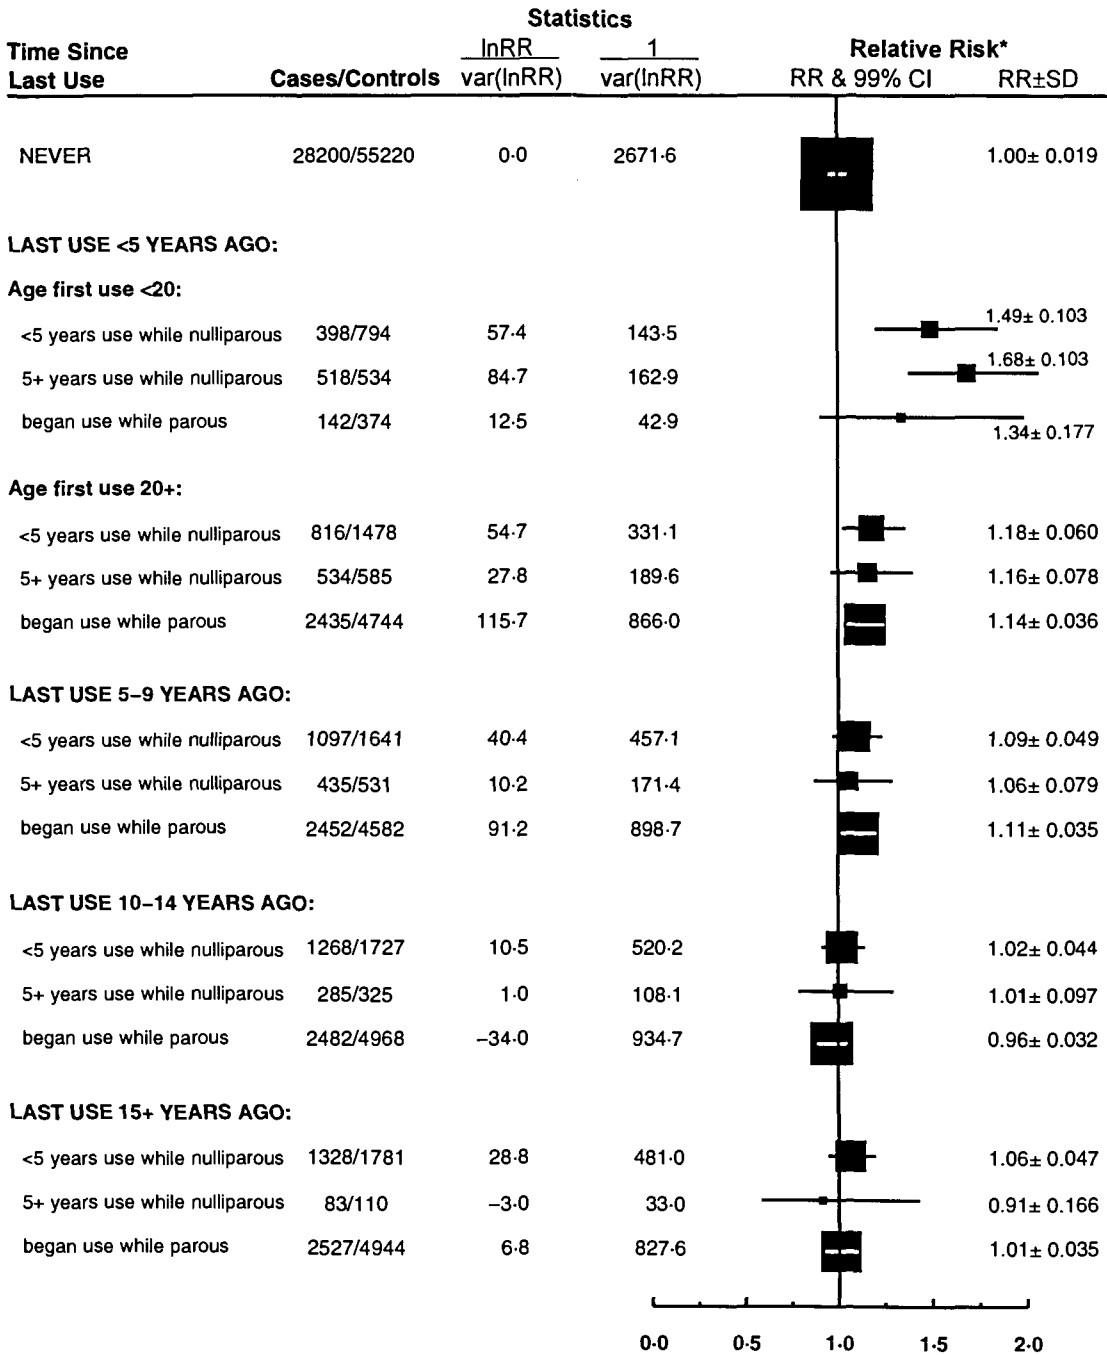 Statistics
Time Since Last Use Cases/Controls lnRR / var(lnRR) 1 / var(lnRR) Relative Risk* RR & 99% CI RR±SD
NEVER 28200/55220 0·0 2671·6 1.00± 0.019
LAST USE <5 YEARS AGO:
Age first use <20:
<5 years use while nulliparous 398/794 57·4 143·5 1.49± 0.103
5+ years use while nulliparous 518/534 84·7 162·9 1.68± 0.103
began use while parous 142/374 12·5 42·9 1.34± 0.177
Age first use 20+:
<5 years use while nulliparous 816/1478 54·7 331·1 1.18± 0.060
5+ years use while nulliparous 534/585 27·8 189·6 1.16± 0.078
began use while parous 2435/4744 115·7 866·0 1.14± 0.036
LAST USE 5–9 YEARS AGO:
<5 years use while nulliparous 1097/1641 40·4 457·1 1.09± 0.049
5+ years use while nulliparous 435/531 10·2 171·4 1.06± 0.079
began use while parous 2452/4582 91·2 898·7 1.11± 0.035
LAST USE 10–14 YEARS AGO:
<5 years use while nulliparous 1268/1727 10·5 520·2 1.02± 0.044
5+ years use while nulliparous 285/325 1·0 108·1 1.01± 0.097
began use while parous 2482/4968 –34·0 934·7 0.96± 0.032
LAST USE 15+ YEARS AGO:
<5 years use while nulliparous 1328/1781 28·8 481·0 1.06± 0.047
5+ years use while nulliparous 83/110 –3·0 33·0 0.91± 0.166
began use while parous 2527/4944 6·8 827·6 1.01± 0.035
0·0 0·5 1·0 1·5 2·0